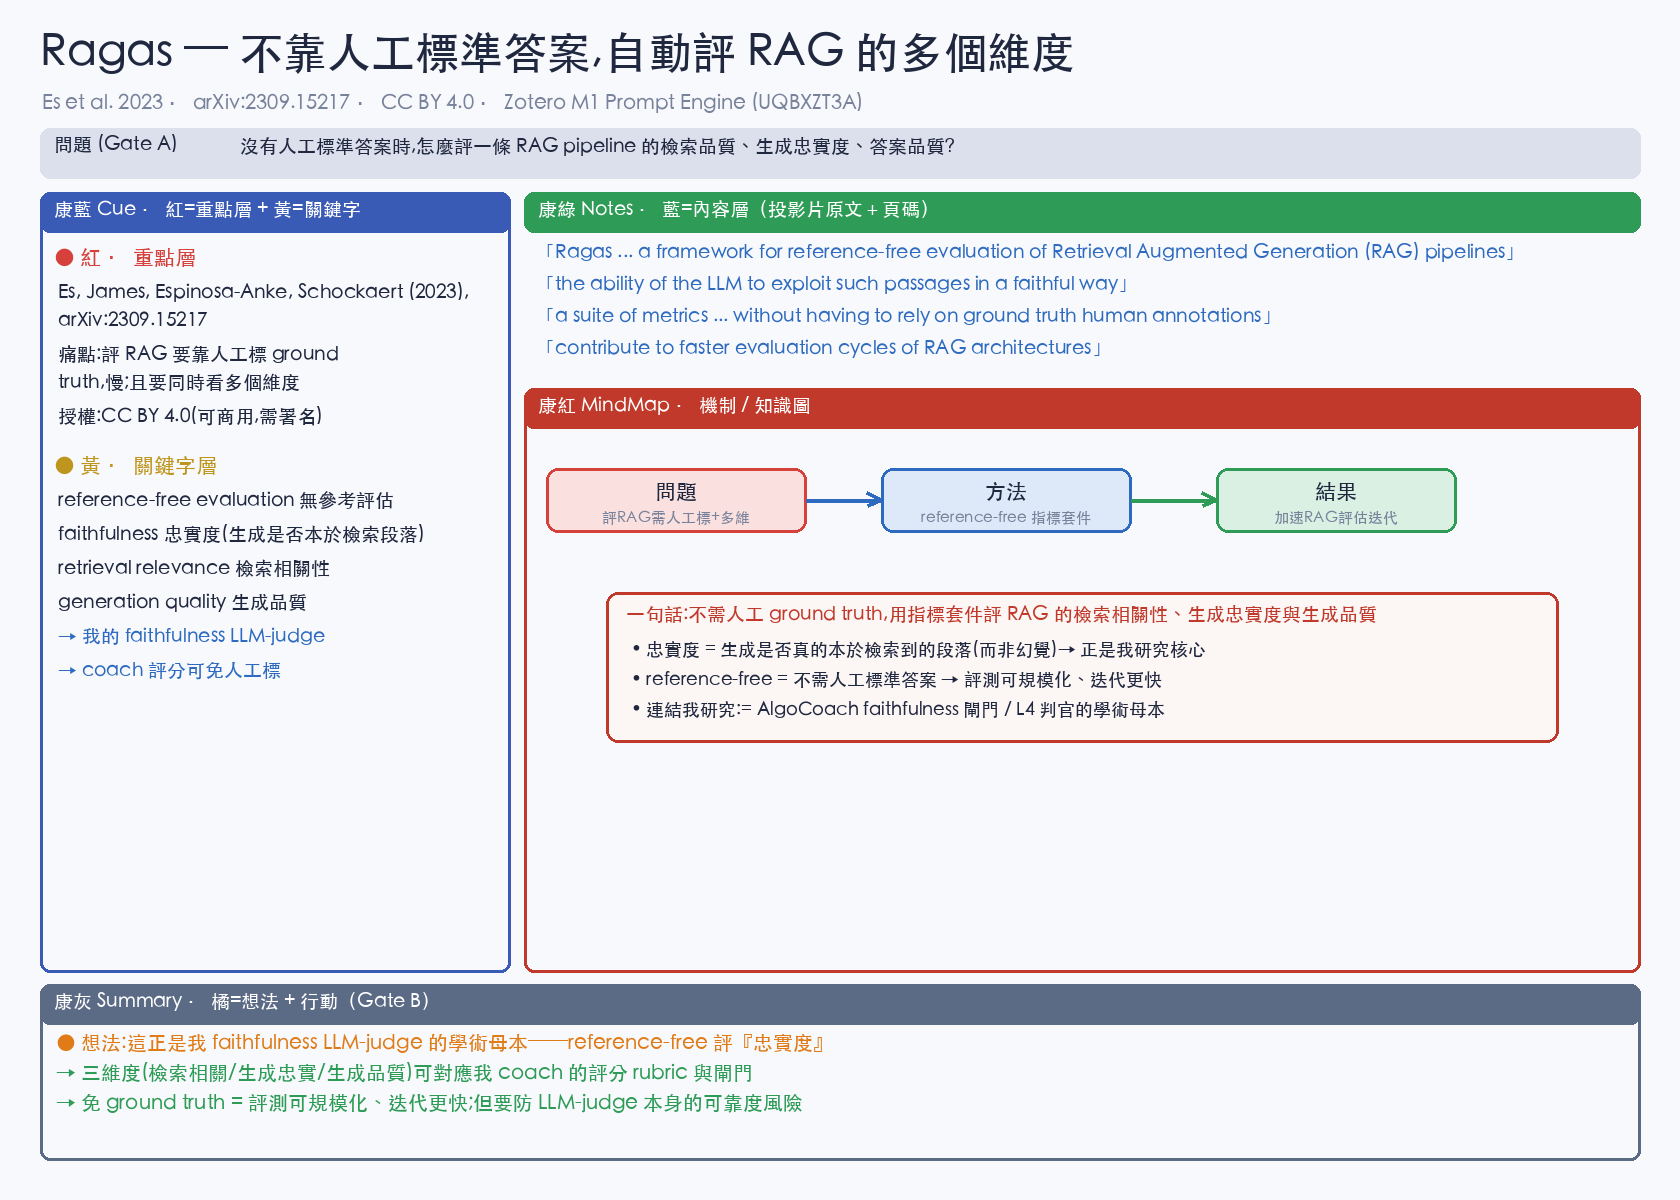 Ragas — 不靠人工標準答案,自動評 RAG 的多個維度
Es et al. 2023 · arXiv:2309.15217 · CC BY 4.0 · Zotero M1 Prompt Engine (UQBXZT3A)
問題 (Gate A) 沒有人工標準答案時,怎麼評一條 RAG pipeline 的檢索品質、生成忠實度、答案品質?
康藍 Cue · 紅=重點層 + 黃=關鍵字
● 紅 · 重點層
Es, James, Espinosa-Anke, Schockaert (2023),
arXiv:2309.15217
痛點:評 RAG 要靠人工標 ground
truth,慢;且要同時看多個維度
授權:CC BY 4.0(可商用,需署名)
● 黃 · 關鍵字層
reference-free evaluation 無參考評估
faithfulness 忠實度(生成是否本於檢索段落)
retrieval relevance 檢索相關性
generation quality 生成品質
→ 我的 faithfulness LLM-judge
→ coach 評分可免人工標
康綠 Notes · 藍=內容層（投影片原文 + 頁碼）
「Ragas ... a framework for reference-free evaluation of Retrieval Augmented Generation (RAG) pipelines」
「the ability of the LLM to exploit such passages in a faithful way」
「a suite of metrics ... without having to rely on ground truth human annotations」
「contribute to faster evaluation cycles of RAG architectures」
康紅 MindMap · 機制 / 知識圖
問題
評RAG需人工標+多維
方法
reference-free 指標套件
結果
加速RAG評估迭代
一句話:不需人工 ground truth,用指標套件評 RAG 的檢索相關性、生成忠實度與生成品質
• 忠實度 = 生成是否真的本於檢索到的段落(而非幻覺)→ 正是我研究核心
• reference-free = 不需人工標準答案 → 評測可規模化、迭代更快
• 連結我研究:= AlgoCoach faithfulness 閘門 / L4 判官的學術母本
康灰 Summary · 橘=想法 + 行動（Gate B）
● 想法:這正是我 faithfulness LLM-judge 的學術母本——reference-free 評『忠實度』
→ 三維度(檢索相關/生成忠實/生成品質)可對應我 coach 的評分 rubric 與閘門
→ 免 ground truth = 評測可規模化、迭代更快;但要防 LLM-judge 本身的可靠度風險